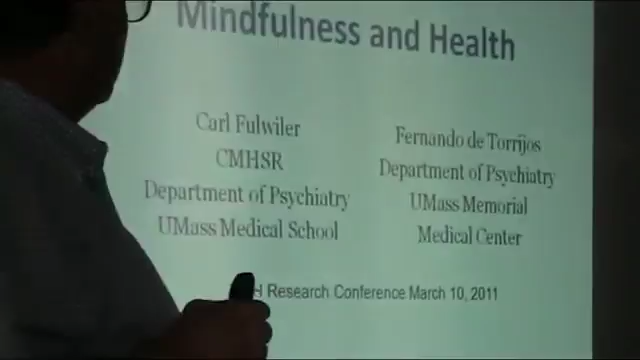 Mindfulness and Health
Carl Fulwiler
CMHSR
Department of Psychiatry
UMass Medical School
Fernando de Torrijos
Department of Psychiatry
UMass Memorial
Medical Center
Research Conference March 10, 2011